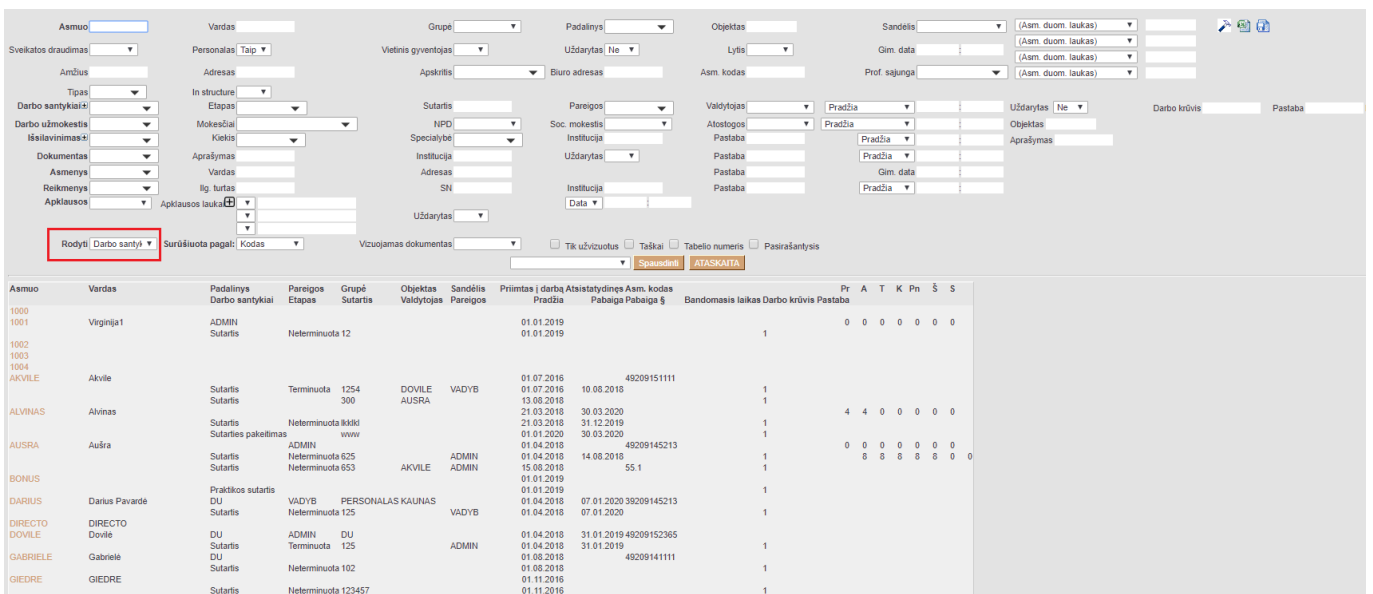 Asmuo Vardas Grupė Padalinys Objektas Sandėlis (Asm. duom. laukas)
(Asm. duom. laukas)
Sveikatos draudimas Personalas Taip Vietinis gyventojas Uždarytas Ne Lytis Gim. data
(Asm. duom. laukas)
Amžius Adresas Apskritis Biuro adresas Asm. kodas Prof. sąjunga (Asm. duom. laukas)
Tipas In structure
Darbo santykiai Etapas Sutartis Pareigos Valdytojas Pradžia Uždarytas Ne Darbo krūvis Pastaba
Darbo užmokestis Mokesčiai NPD Soc. mokestis Atostogos Pradžia Objektas
Išsilavinimas Kiekis Specialybė Institucija Pastaba Pradžia Aprašymas
Dokumentas Aprašymas Institucija Uždarytas Pastaba Pradžia
Asmenys Vardas Adresas Pastaba Gim. data
Reikmenys Ilg. turtas SN Institucija Pastaba Pradžia
Apklausos Apklausos laukai Data
Uždarytas
Rodyti Darbo santyk Surūšiuota pagal: Kodas Vizuojamas dokumentas Tik užvizuotus Taškai Tabelio numeris Pasirašantysis
Spausdinti ATASKAITA
Asmuo Vardas Padalinys Pareigos Grupė Objektas Sandėlis Priimtas į darbą Atsistatydinęs Asm. kodas Pr A T K Pn Š S
Darbo santykiai Etapas Sutartis Valdytojas Pareigos Pradžia Pabaiga Pabaiga § Bandomasis laikas Darbo krūvis Pastaba
1000
1001 Virginija1 ADMIN 01.01.2019 0 0 0 0 0 0 0
Sutartis Neterminuota 12 01.01.2019 1
1002
1003
1004
AKVILE Akvile 01.07.2016 49209151111
Sutartis Terminuota 1254 DOVILE VADYB 01.07.2016 10.08.2018 1
Sutartis 300 AUSRA 13.08.2018 1
ALVINAS Alvinas 21.03.2018 30.03.2020 4 4 0 0 0 0 0
Sutartis Neterminuota lkklkl 21.03.2018 31.12.2019 1
Sutarties pakeitimas www 01.01.2020 30.03.2020 1
AUSRA Aušra ADMIN 01.04.2018 49209145213 0 0 0 0 0 0 0
Sutartis Neterminuota 625 ADMIN 01.04.2018 14.08.2018 1 8 8 8 8 8 0 0
Sutartis Neterminuota 653 AKVILE ADMIN 15.08.2018 55.1 1
BONUS 01.01.2019
Praktikos sutartis 01.01.2019 1
DARIUS Darius Pavardė DU VADYB PERSONALAS KAUNAS 01.04.2018 07.01.2020 39209145213
Sutartis Neterminuota 125 VADYB 01.04.2018 07.01.2020 1
DIRECTO DIRECTO
DOVILE Dovilė DU ADMIN DU 01.04.2018 31.01.2019 49209152365
Sutartis Terminuota 125 ADMIN 01.04.2018 31.01.2019 1
GABRIELE Gabrielė DU 01.08.2018 49209141111
Sutartis Neterminuota 102 01.08.2018 1
GIEDRE GIEDRE 01.11.2016
Sutartis Neterminuota 123457 01.11.2016 1